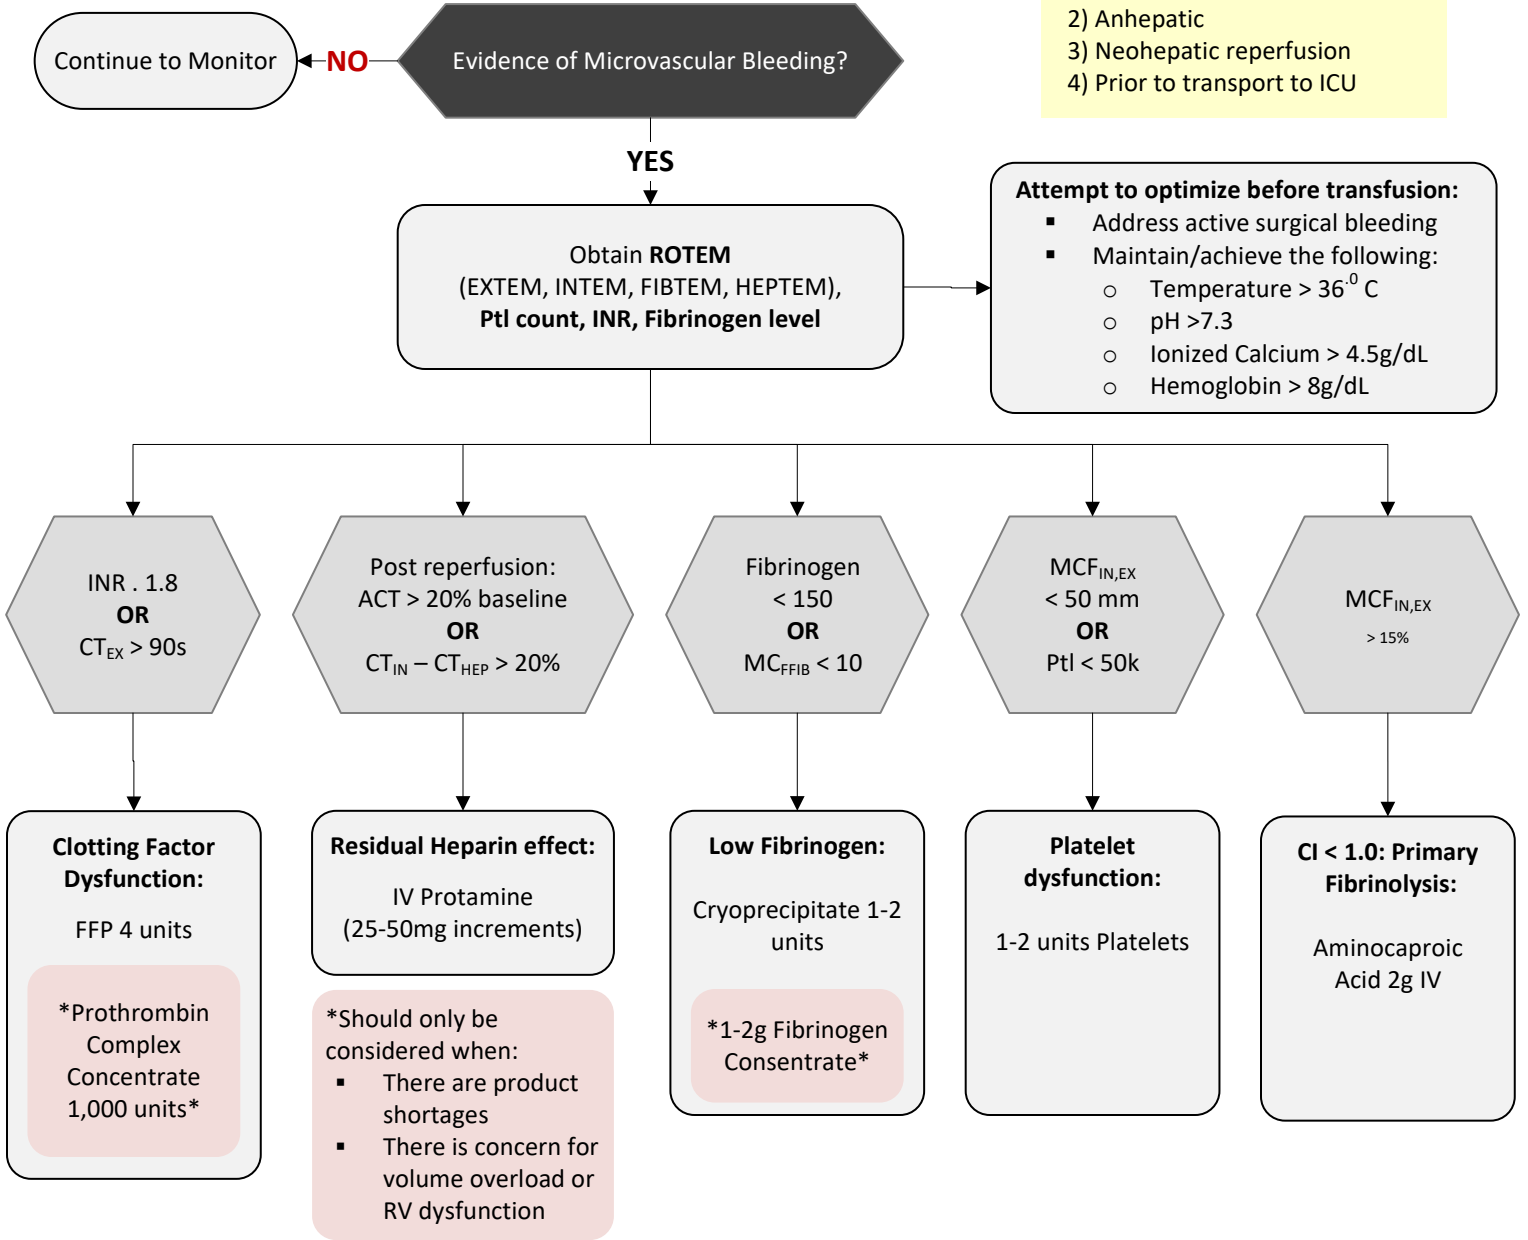 2) Anhepatic
3) Neohepatic reperfusion
4) Prior to transport to ICU
Continue to Monitor
NO
Evidence of Microvascular Bleeding?
YES
Obtain ROTEM
(EXTEM, INTEM, FIBTEM, HEPTEM),
Ptl count, INR, Fibrinogen level
Attempt to optimize before transfusion:
▪ Address active surgical bleeding
▪ Maintain/achieve the following:
o Temperature > 36.0 C
o pH >7.3
o Ionized Calcium > 4.5g/dL
o Hemoglobin > 8g/dL
INR . 1.8
OR
CTEX > 90s
Post reperfusion:
ACT > 20% baseline
OR
CTIN – CTHEP > 20%
Fibrinogen
< 150
OR
MCFFIB < 10
MCFIN,EX
< 50 mm
OR
Ptl < 50k
MCFIN,EX
> 15%
Clotting Factor
Dysfunction:
FFP 4 units
*Prothrombin
Complex
Concentrate
1,000 units*
Residual Heparin effect:
IV Protamine
(25-50mg increments)
*Should only be
considered when:
▪ There are product
shortages
▪ There is concern for
volume overload or
RV dysfunction
Low Fibrinogen:
Cryoprecipitate 1-2
units
*1-2g Fibrinogen
Consentrate*
Platelet
dysfunction:
1-2 units Platelets
CI < 1.0: Primary
Fibrinolysis:
Aminocaproic
Acid 2g IV